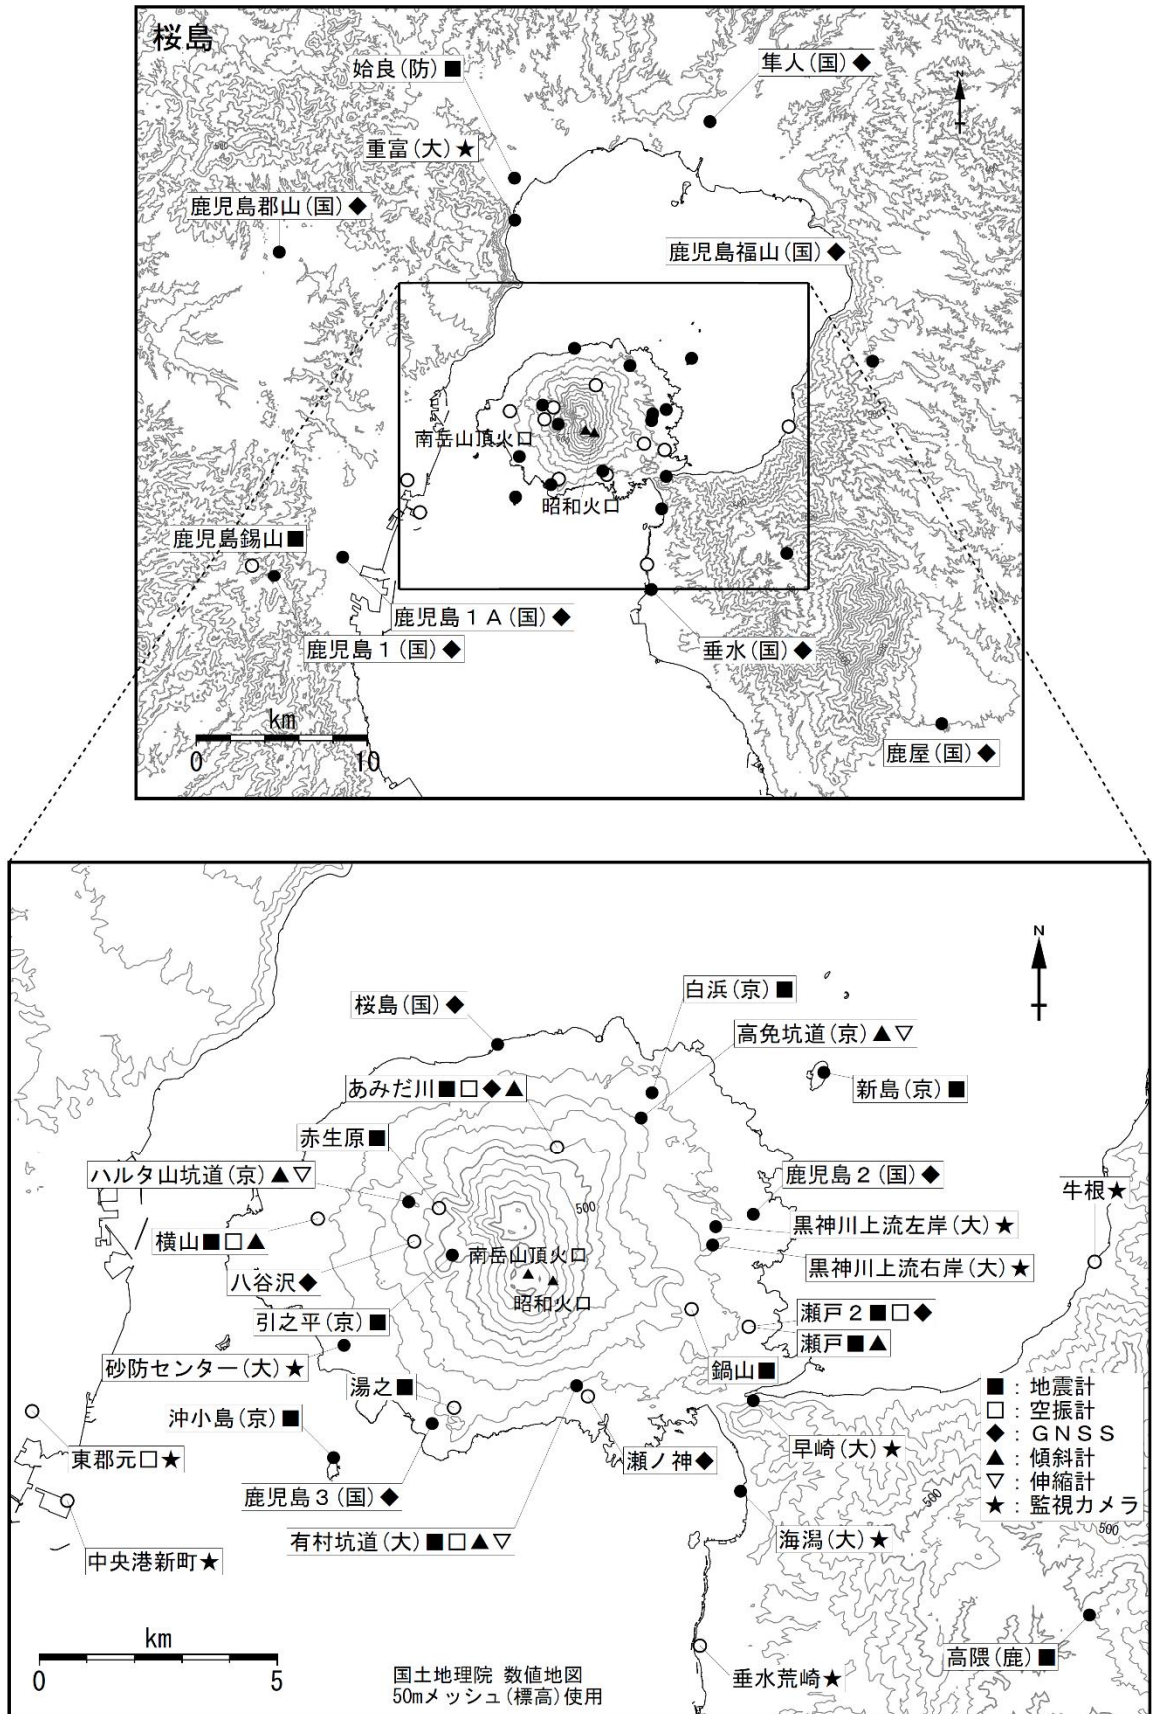 桜島
姶良(防)■
隼人(国)◆
N
重富(大)★
鹿児島郡山(国)◆
鹿児島福山(国)◆
南岳山頂火口
昭和火口
鹿児島錫山■
鹿児島1A(国)◆
鹿児島1(国)◆
垂水(国)◆
km
0 10
鹿屋(国)◆
N
白浜(京)■
桜島(国)◆
高免坑道(京)▲▽
あみだ川■□◆▲
新島(京)■
赤生原■
ハルタ山坑道(京)▲▽
鹿児島2(国)◆
牛根★
500
黒神川上流左岸(大)★
横山■□▲
南岳山頂火口
黒神川上流右岸(大)★
八谷沢◆
昭和火口
瀬戸2■□◆
引之平(京)■
瀬戸■▲
砂防センター(大)★
鍋山■
湯之■
■:地震計
沖小島(京)■
□:空振計
◆:GNSS
早崎(大)★
▲:傾斜計
東郡元□★
瀬ノ神◆
▽:伸縮計
鹿児島3(国)◆
★:監視カメラ
500
500
有村坑道(大)■□▲▽
海潟(大)★
中央港新町★
km
0 5
高隈(鹿)■
国土地理院 数値地図
垂水荒崎★
50mメッシュ(標高)使用